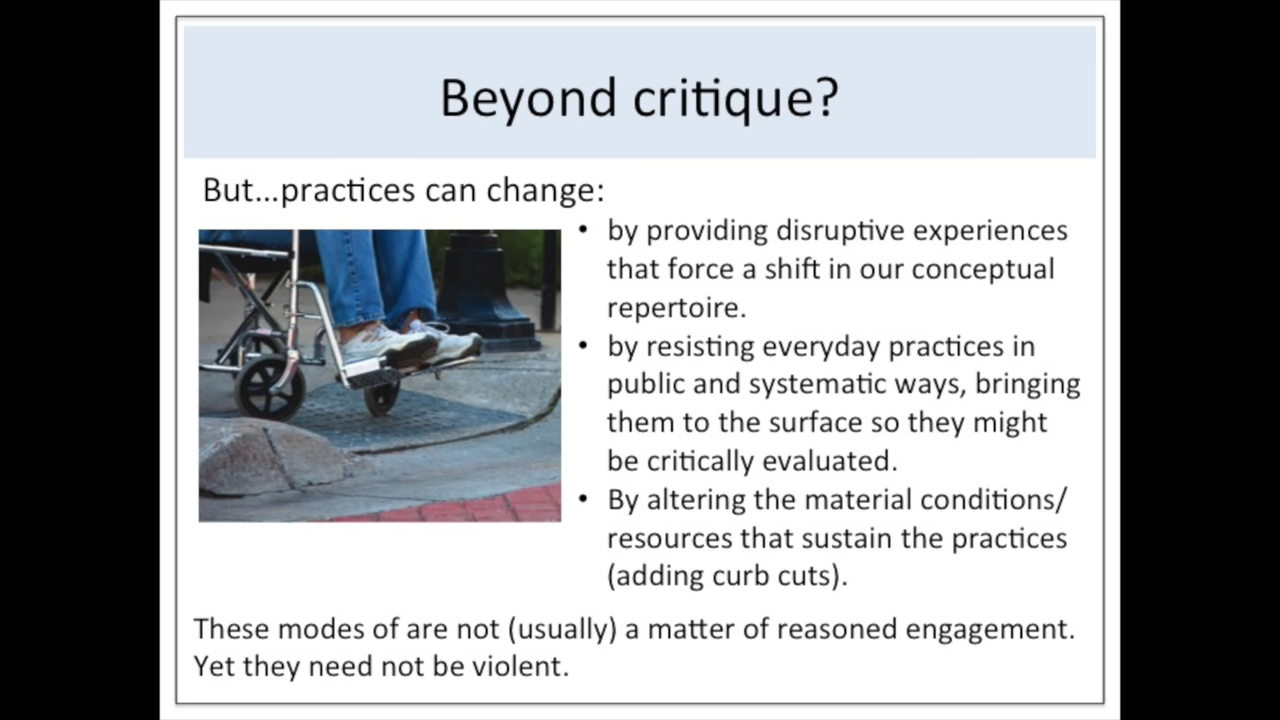 Beyond critique?
But...practices can change:
• by providing disruptive experiences
that force a shift in our conceptual
repertoire.
• by resisting everyday practices in
public and systematic ways, bringing
them to the surface so they might
be critically evaluated.
• By altering the material conditions/
resources that sustain the practices
(adding curb cuts).
These modes of are not (usually) a matter of reasoned engagement.
Yet they need not be violent.